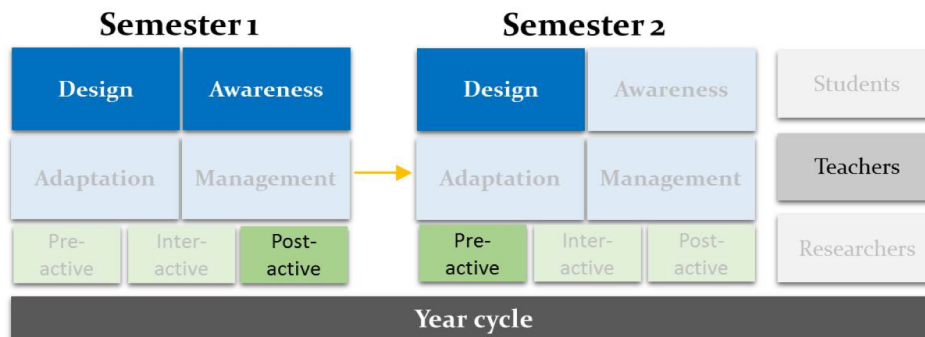 Semester 1
Semester 2
Design
Awareness
Design
Awareness
Students
Adaptation
Management
Adaptation
Management
Teachers
Pre-
active
Inter-
active
Post-
active
Pre-
active
Inter-
active
Post-
active
Researchers
Year cycle